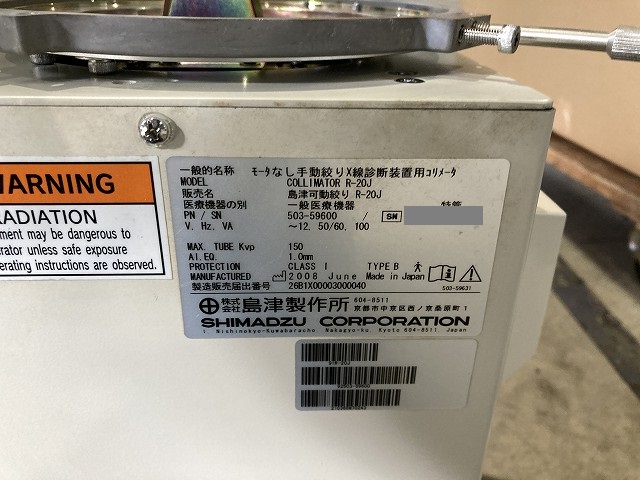 WARNING
RADIATION
ment may be dangerous to
erator unless safe exposure
erating instructions are observed.
一般的名称 モータなし手動絞りX線診断装置用コリメータ
MODEL COLLIMATOR R-20J
販売名 島津可動絞り R-20J
医療機器の別 一般医療機器 特管
PN / SN 503-59600 / SN
V, Hz, VA ~12, 50/60, 100
MAX. TUBE Kvp 150
Al.EQ. 1.0mm
PROTECTION CLASS I TYPE B
MANUFACTURED 2008 June Made in Japan
製造販売届出番号 26B1X00003000040
503-59631
株式会社 島津製作所 604-8511
京都市中京区西ノ京桑原町1
SHIMADZU CORPORATION
1 Nishinokyo-Kuwabaracho Nakagyo-ku, Kyoto 604-8511, Japan
R-20J